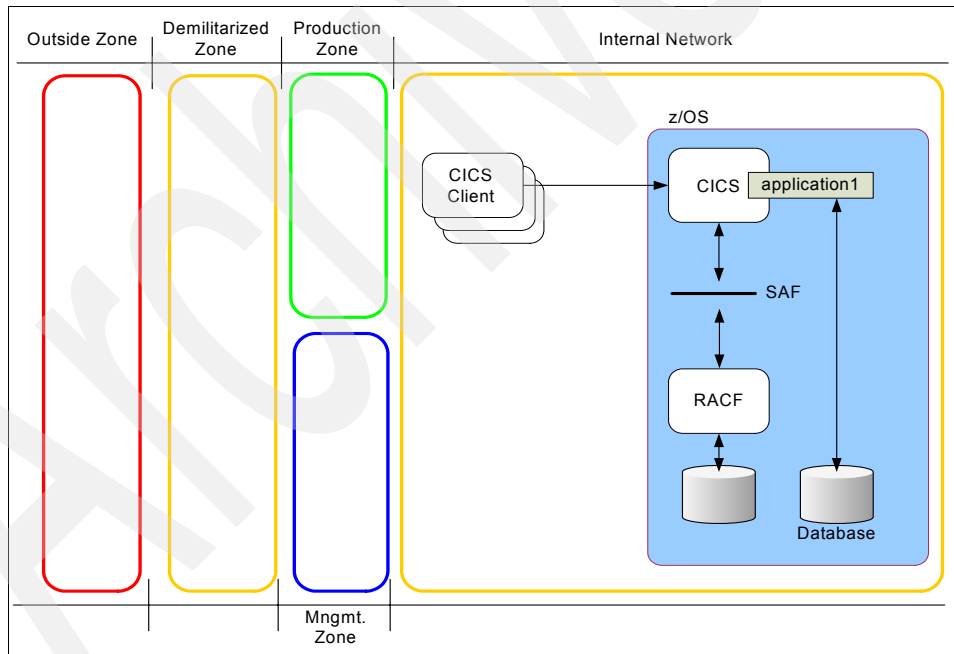 Outside Zone
Demilitarized
Zone
Production
Zone
Internal Network
z/OS
CICS
Client
CICS
application1
SAF
RACF
Database
Mngmt.
Zone